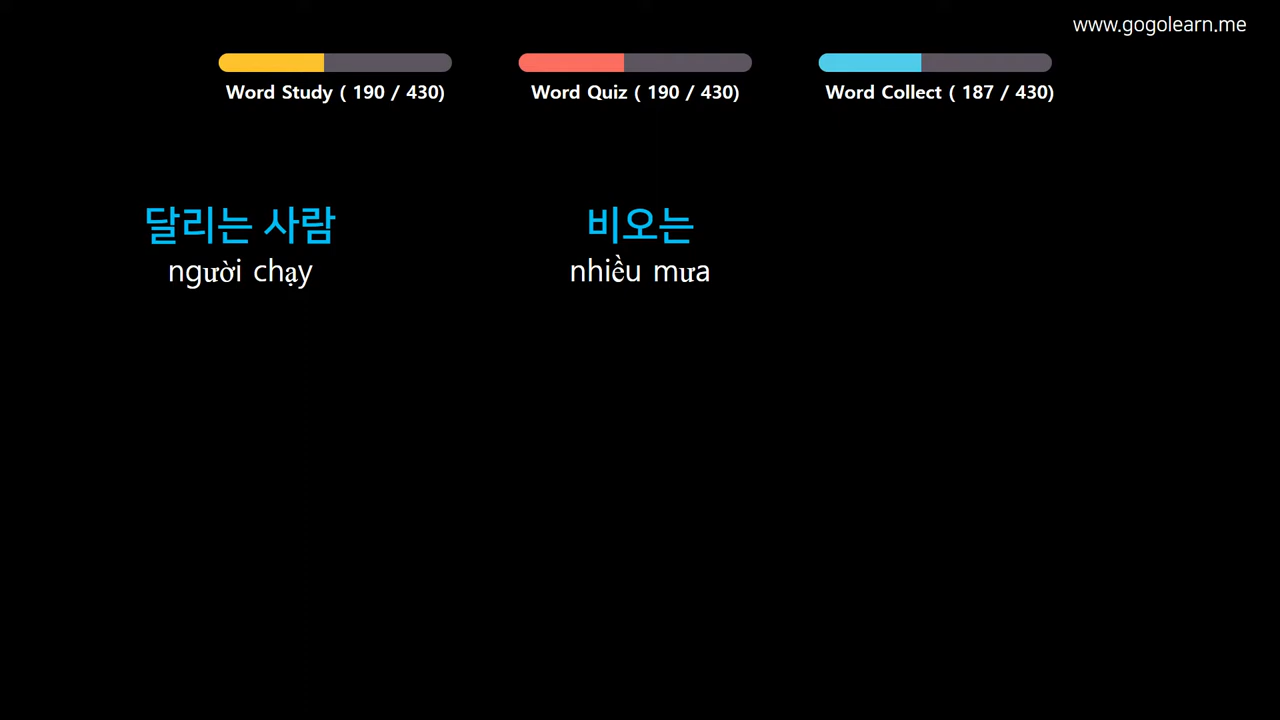 www.gogolearn.me
Word Study ( 190 / 430)
Word Quiz ( 190 / 430)
Word Collect ( 187 / 430)
달리는 사람
người chạy
비오는
nhiều mưa